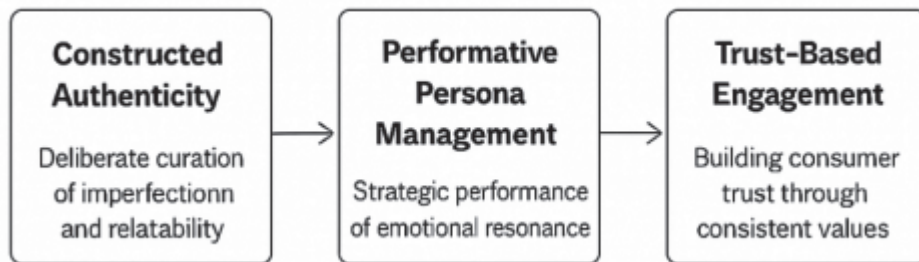 Constructed
Authenticity
Deliberate curation
of imperfectionn
and relatability
Performative
Persona
Management
Strategic performance
of emotional resonance
Trust-Based
Engagement
Building consumer
trust through
consistent values